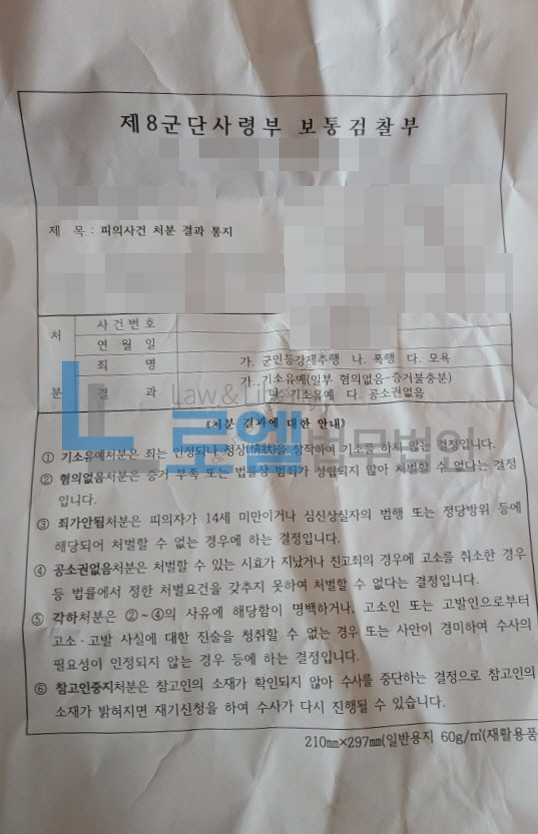 제8군단사령부 보통검찰부
제 목 : 피의사건 처분 결과 통지
처 분
사건번호
연 월 일
죄 명 가. 군인등강제추행 나. 폭행 다. 모욕
결 과 가. 기소유예(일부 혐의없음-증거불충분)
나. 기소유예 다. 공소권없음
Law&Life
로엘 법무법인
(처분 결과에 대한 안내)
① 기소유예처분은 죄는 인정되나 정상(情狀)을 참작하여 기소를 하지 않는 결정입니다.
② 혐의없음처분은 증거 부족 또는 법률상 범죄가 성립되지 않아 처벌할 수 없다는 결정
입니다.
③ 죄가안됨처분은 피의자가 14세 미만이거나 심신상실자의 범행 또는 정당방위 등에
해당되어 처벌할 수 없는 경우에 하는 결정입니다.
④ 공소권없음처분은 처벌할 수 있는 시효가 지났거나 친고죄의 경우에 고소를 취소한 경우
등 법률에서 정한 처벌요건을 갖추지 못하여 처벌할 수 없다는 결정입니다.
⑤ 각하처분은 ②~④의 사유에 해당함이 명백하거나, 고소인 또는 고발인으로부터
고소·고발 사실에 대한 진술을 청취할 수 없는 경우 또는 사안이 경미하여 수사의
필요성이 인정되지 않는 경우 등에 하는 결정입니다.
⑥ 참고인중지처분은 참고인의 소재가 확인되지 않아 수사를 중단하는 결정으로 참고인의
소재가 밝혀지면 재기신청을 하여 수사가 다시 진행될 수 있습니다.
210㎜×297㎜(일반용지 60g/㎡(재활용품